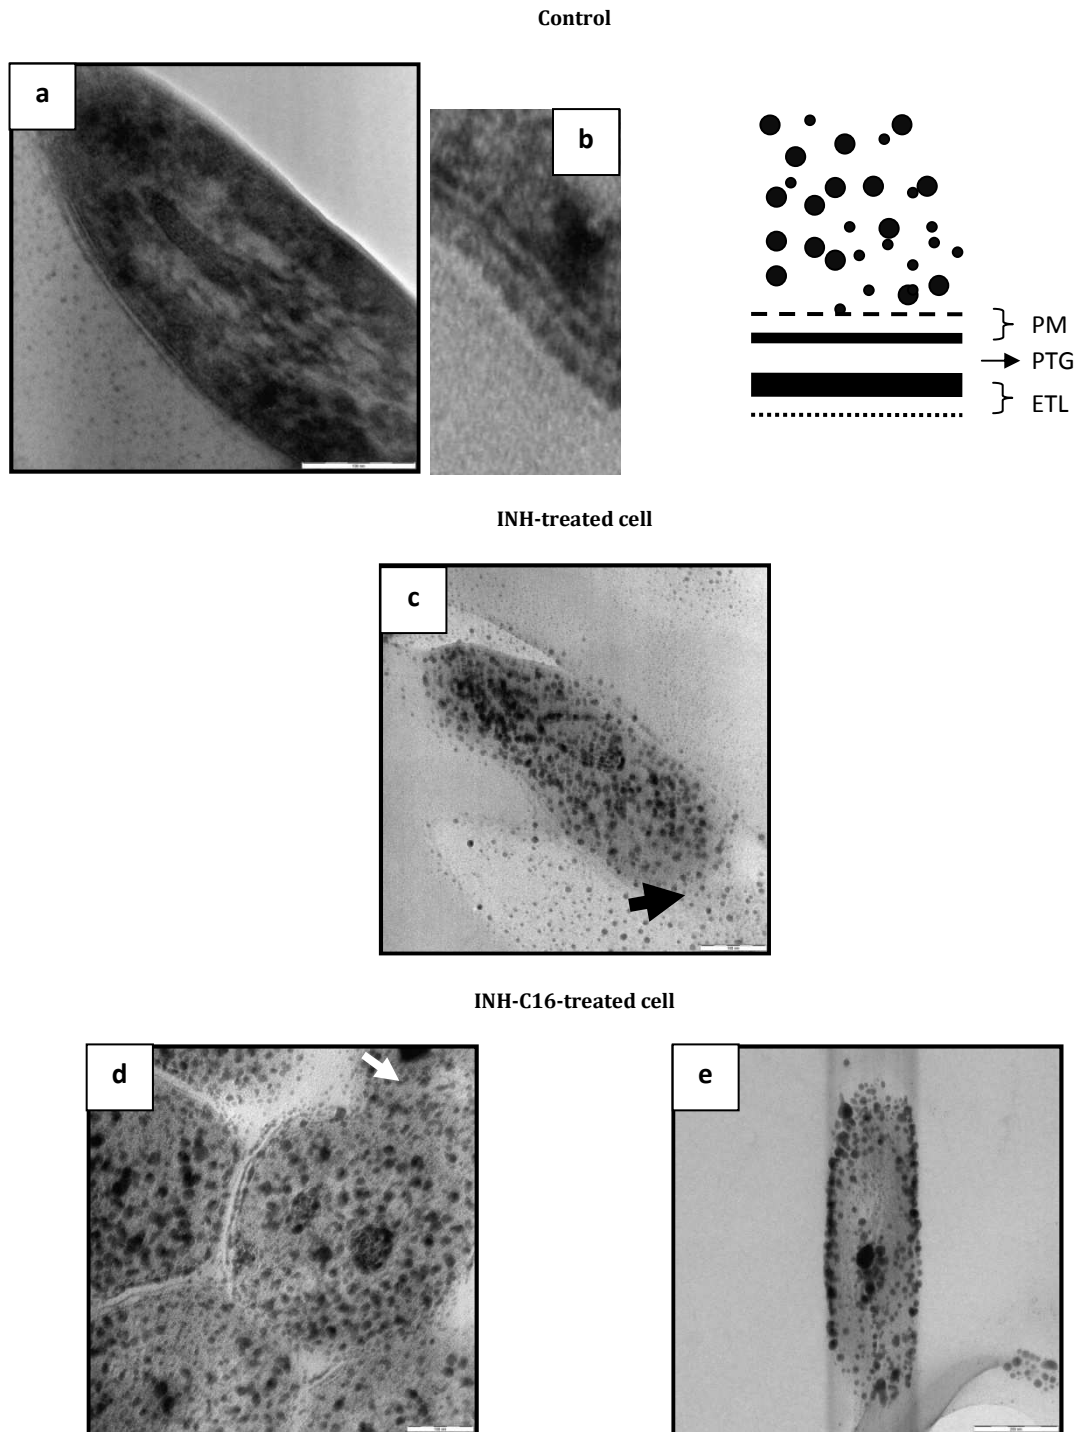 Control
a
b
PM
PTG
ETL
INH-treated cell
c
INH-C16-treated cell
d
e